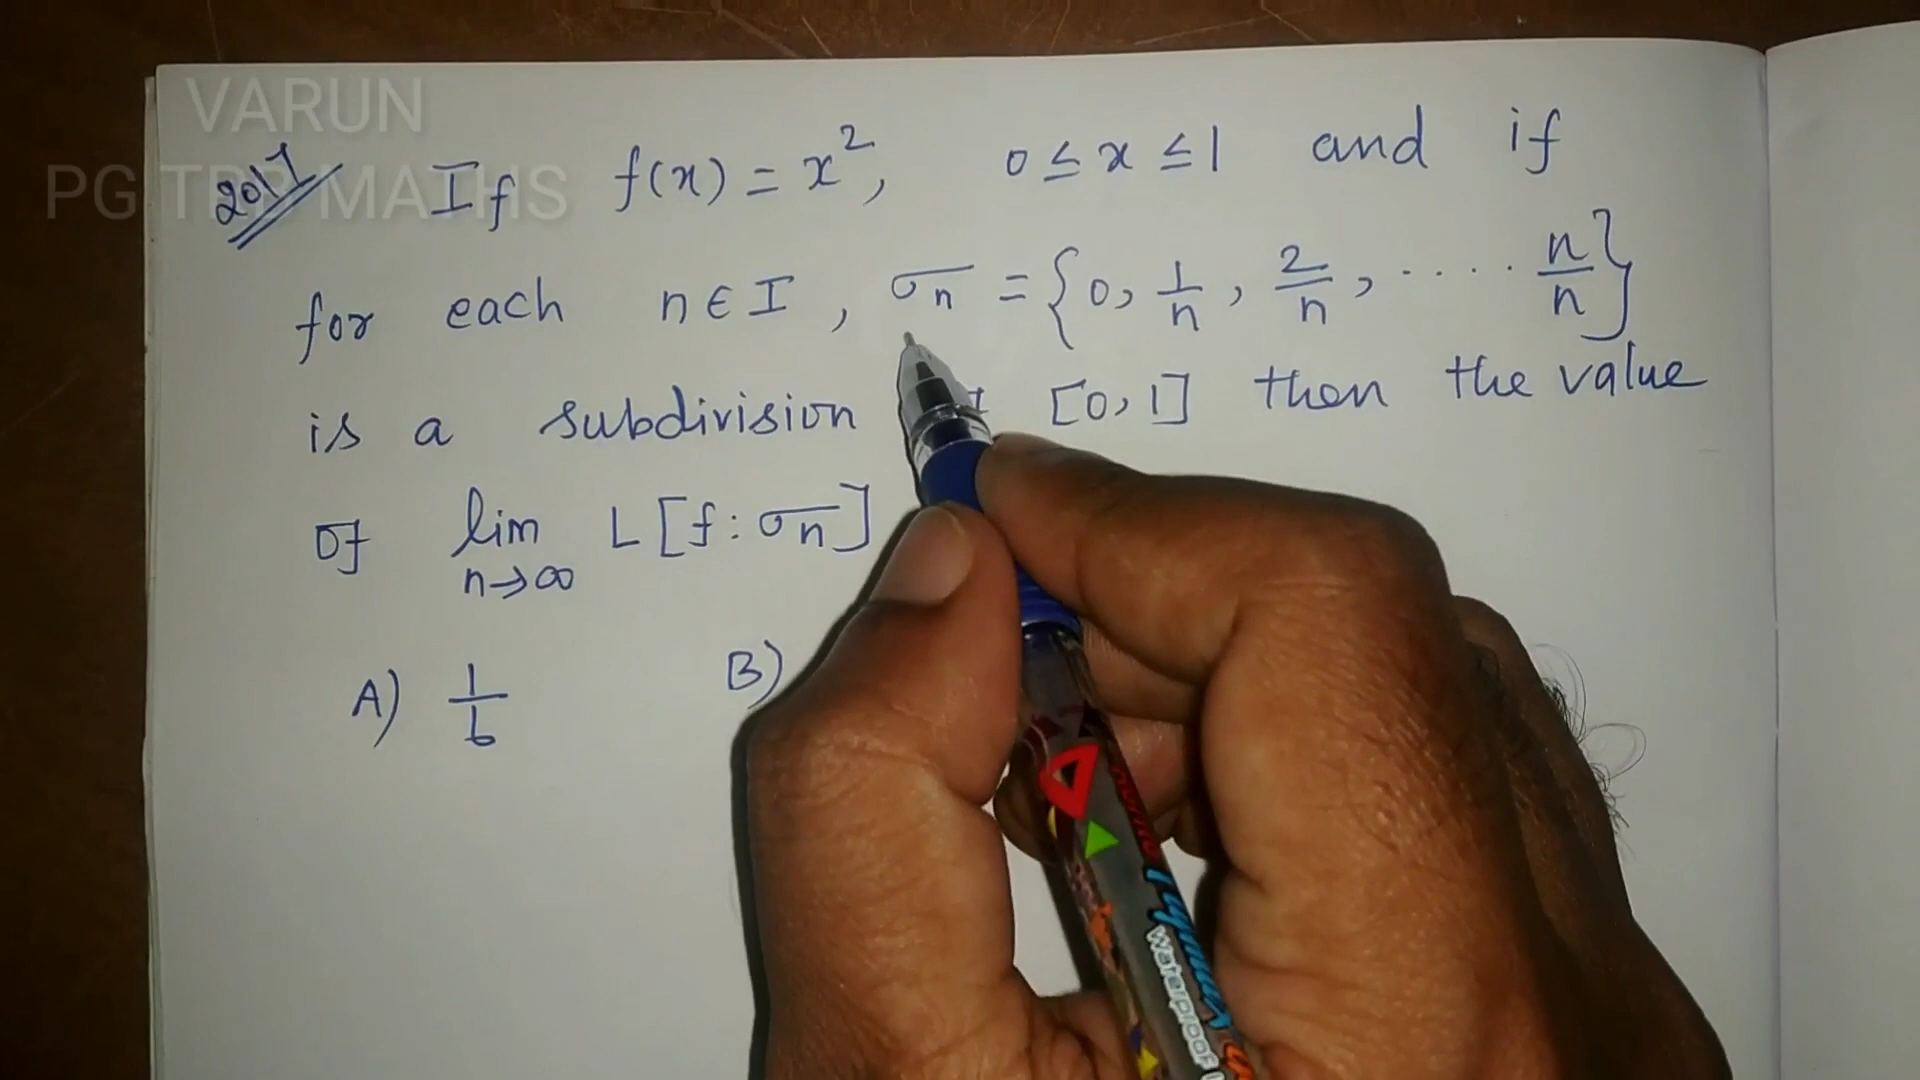 VARUN
PG TRB MATHS
2017 If f(x) = x², 0 ≤ x ≤ 1 and if
for each n ∈ I, σn = {0, 1/n, 2/n, ..... n/n}
is a subdivision [0,1] then the value
of lim n→∞ L[f : σn]
A) 1/6 B)
Waterproof